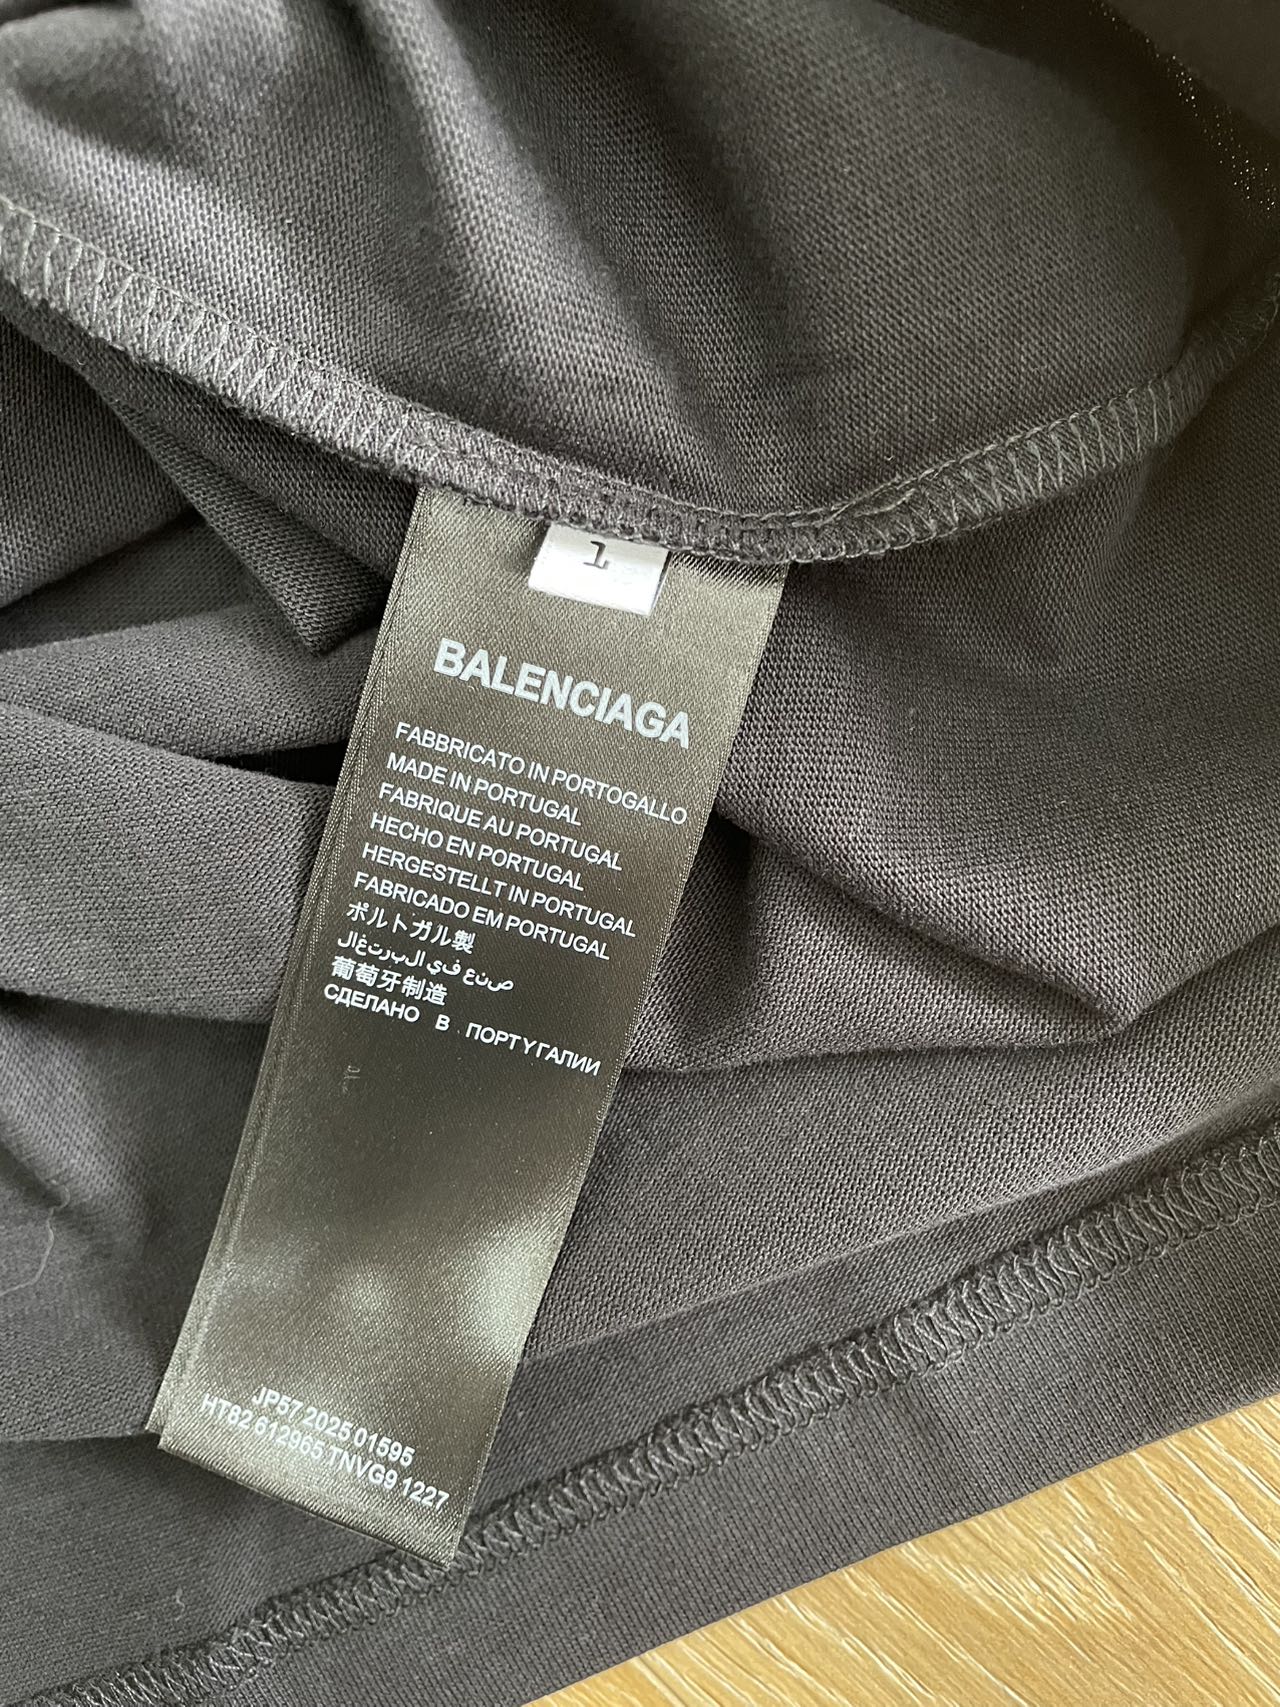 1
BALENCIAGA
FABBRICATO IN PORTOGALLO
MADE IN PORTUGAL
FABRIQUE AU PORTUGAL
HECHO EN PORTUGAL
HERGESTELLT IN PORTUGAL
FABRICADO EM PORTUGAL
ポルトガル製
صنع في البرتغال
葡萄牙制造
СДЕЛАНО В ПОРТУГАЛИИ
JP57 2025 01595
HT82 612965 TNVG9 1227